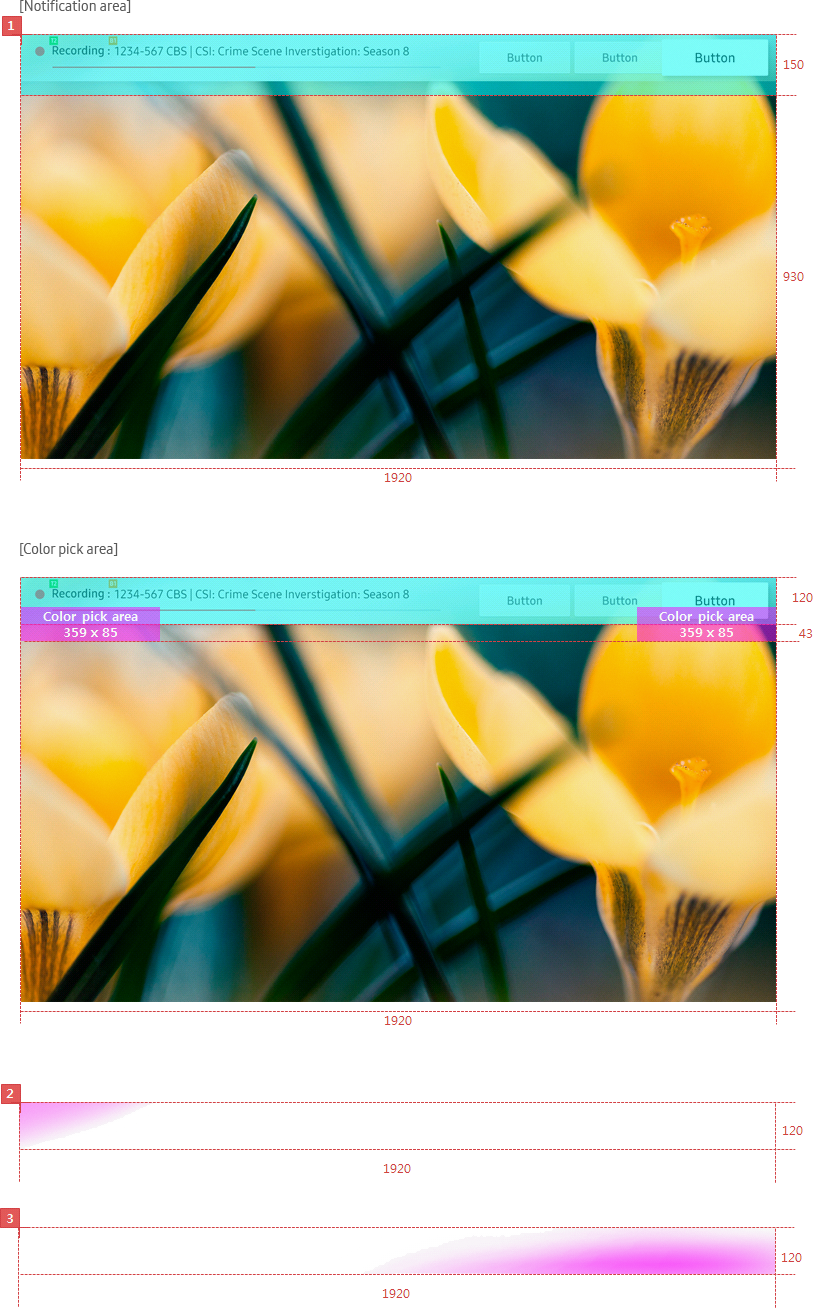 [Notification area]
1
Recording : 1234-567 CBS | CSI: Crime Scene Inverstigation: Season 8
Button
Button
Button
150
930
1920
[Color pick area]
Recording : 1234-567 CBS | CSI: Crime Scene Inverstigation: Season 8
Button
Button
Button
120
Color pick area
359 x 85
Color pick area
359 x 85
43
1920
2
120
1920
3
120
1920